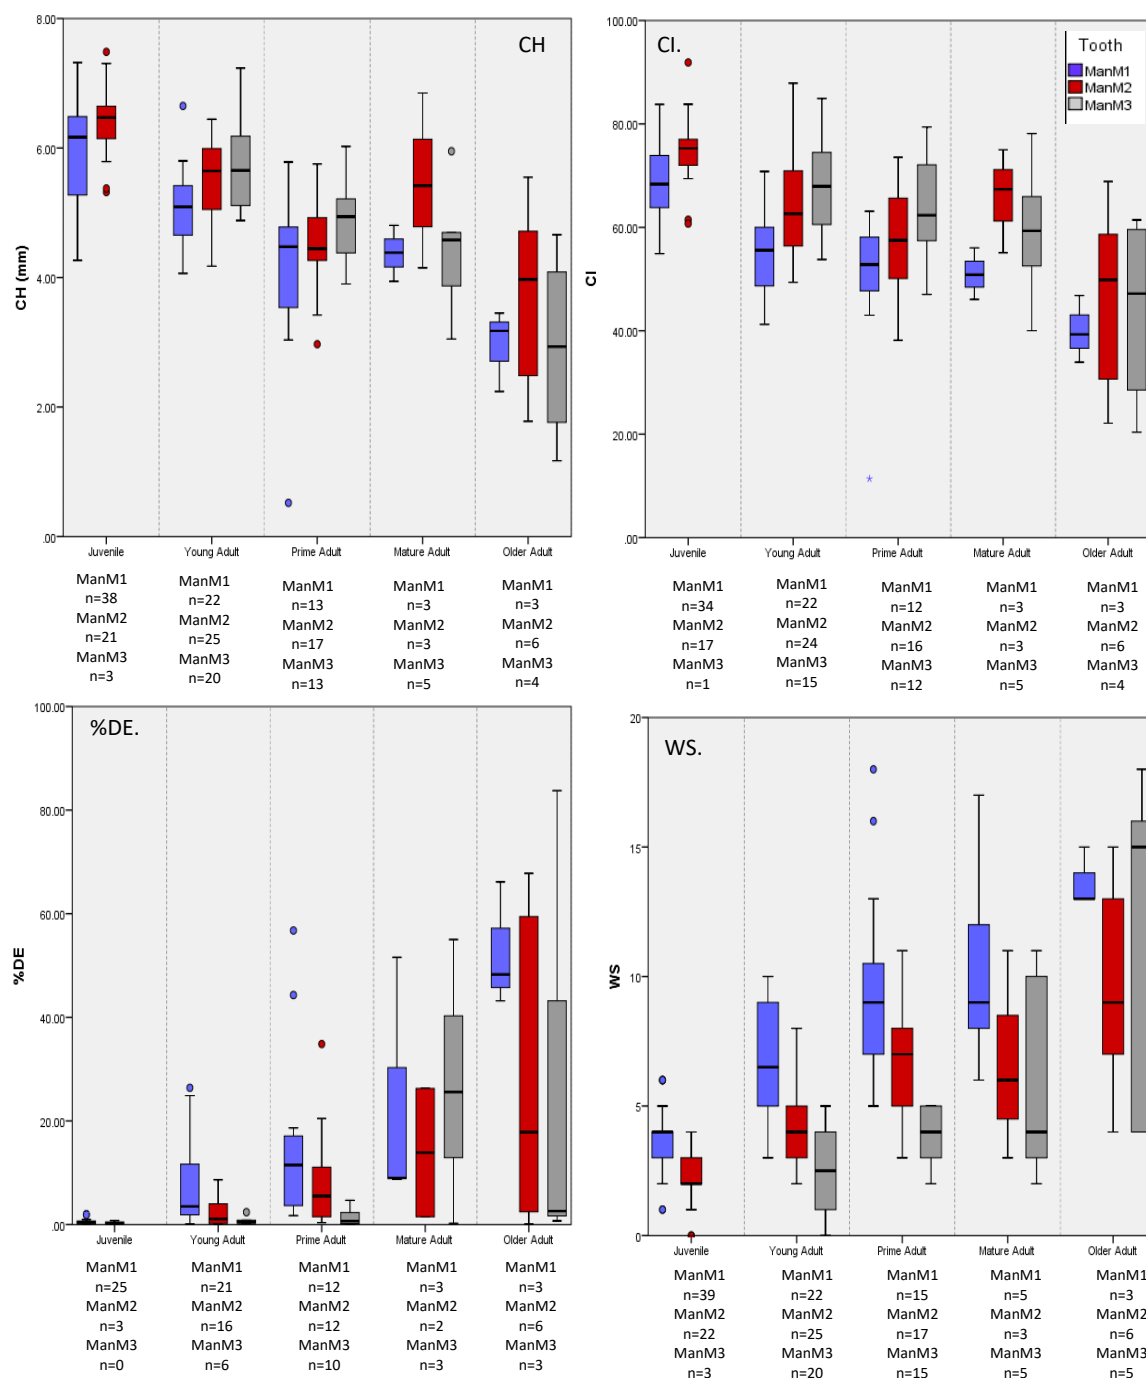 CH
8.00
6.00
4.00
2.00
.00
CH (mm)
Juvenile Young Adult Prime Adult Mature Adult Older Adult
ManM1 ManM1 ManM1 ManM1 ManM1
n=38 n=22 n=13 n=3 n=3
ManM2 ManM2 ManM2 ManM2 ManM2
n=21 n=25 n=17 n=3 n=6
ManM3 ManM3 ManM3 ManM3 ManM3
n=3 n=20 n=13 n=5 n=4
CI.
Tooth
ManM1
ManM2
ManM3
100.00
80.00
60.00
40.00
20.00
.00
CI
Juvenile Young Adult Prime Adult Mature Adult Older Adult
ManM1 ManM1 ManM1 ManM1 ManM1
n=34 n=22 n=12 n=3 n=3
ManM2 ManM2 ManM2 ManM2 ManM2
n=17 n=24 n=16 n=3 n=6
ManM3 ManM3 ManM3 ManM3 ManM3
n=1 n=15 n=12 n=5 n=4
%DE.
100.00
80.00
60.00
40.00
20.00
.00
%DE
Juvenile Young Adult Prime Adult Mature Adult Older Adult
ManM1 ManM1 ManM1 ManM1 ManM1
n=25 n=21 n=12 n=3 n=3
ManM2 ManM2 ManM2 ManM2 ManM2
n=3 n=16 n=12 n=2 n=6
ManM3 ManM3 ManM3 ManM3 ManM3
n=0 n=6 n=10 n=3 n=3
WS.
20
15
10
5
0
WS
Juvenile Young Adult Prime Adult Mature Adult Older Adult
ManM1 ManM1 ManM1 ManM1 ManM1
n=39 n=22 n=15 n=5 n=3
ManM2 ManM2 ManM2 ManM2 ManM2
n=22 n=25 n=17 n=3 n=6
ManM3 ManM3 ManM3 ManM3 ManM3
n=3 n=20 n=15 n=5 n=5